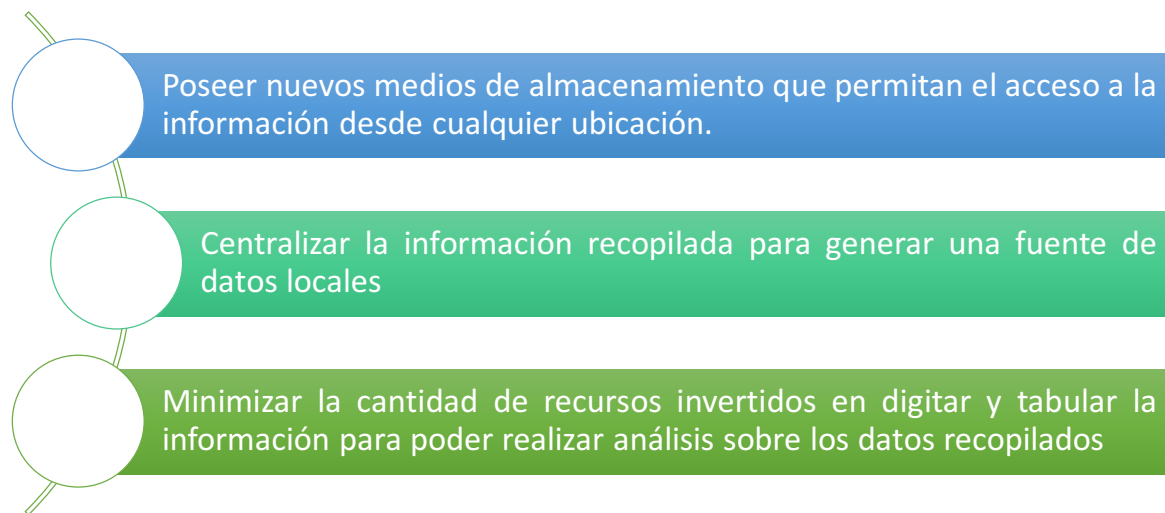 Poseer nuevos medios de almacenamiento que permitan el acceso a la
información desde cualquier ubicación.
Centralizar la información recopilada para generar una fuente de
datos locales
Minimizar la cantidad de recursos invertidos en digitar y tabular la
información para poder realizar análisis sobre los datos recopilados